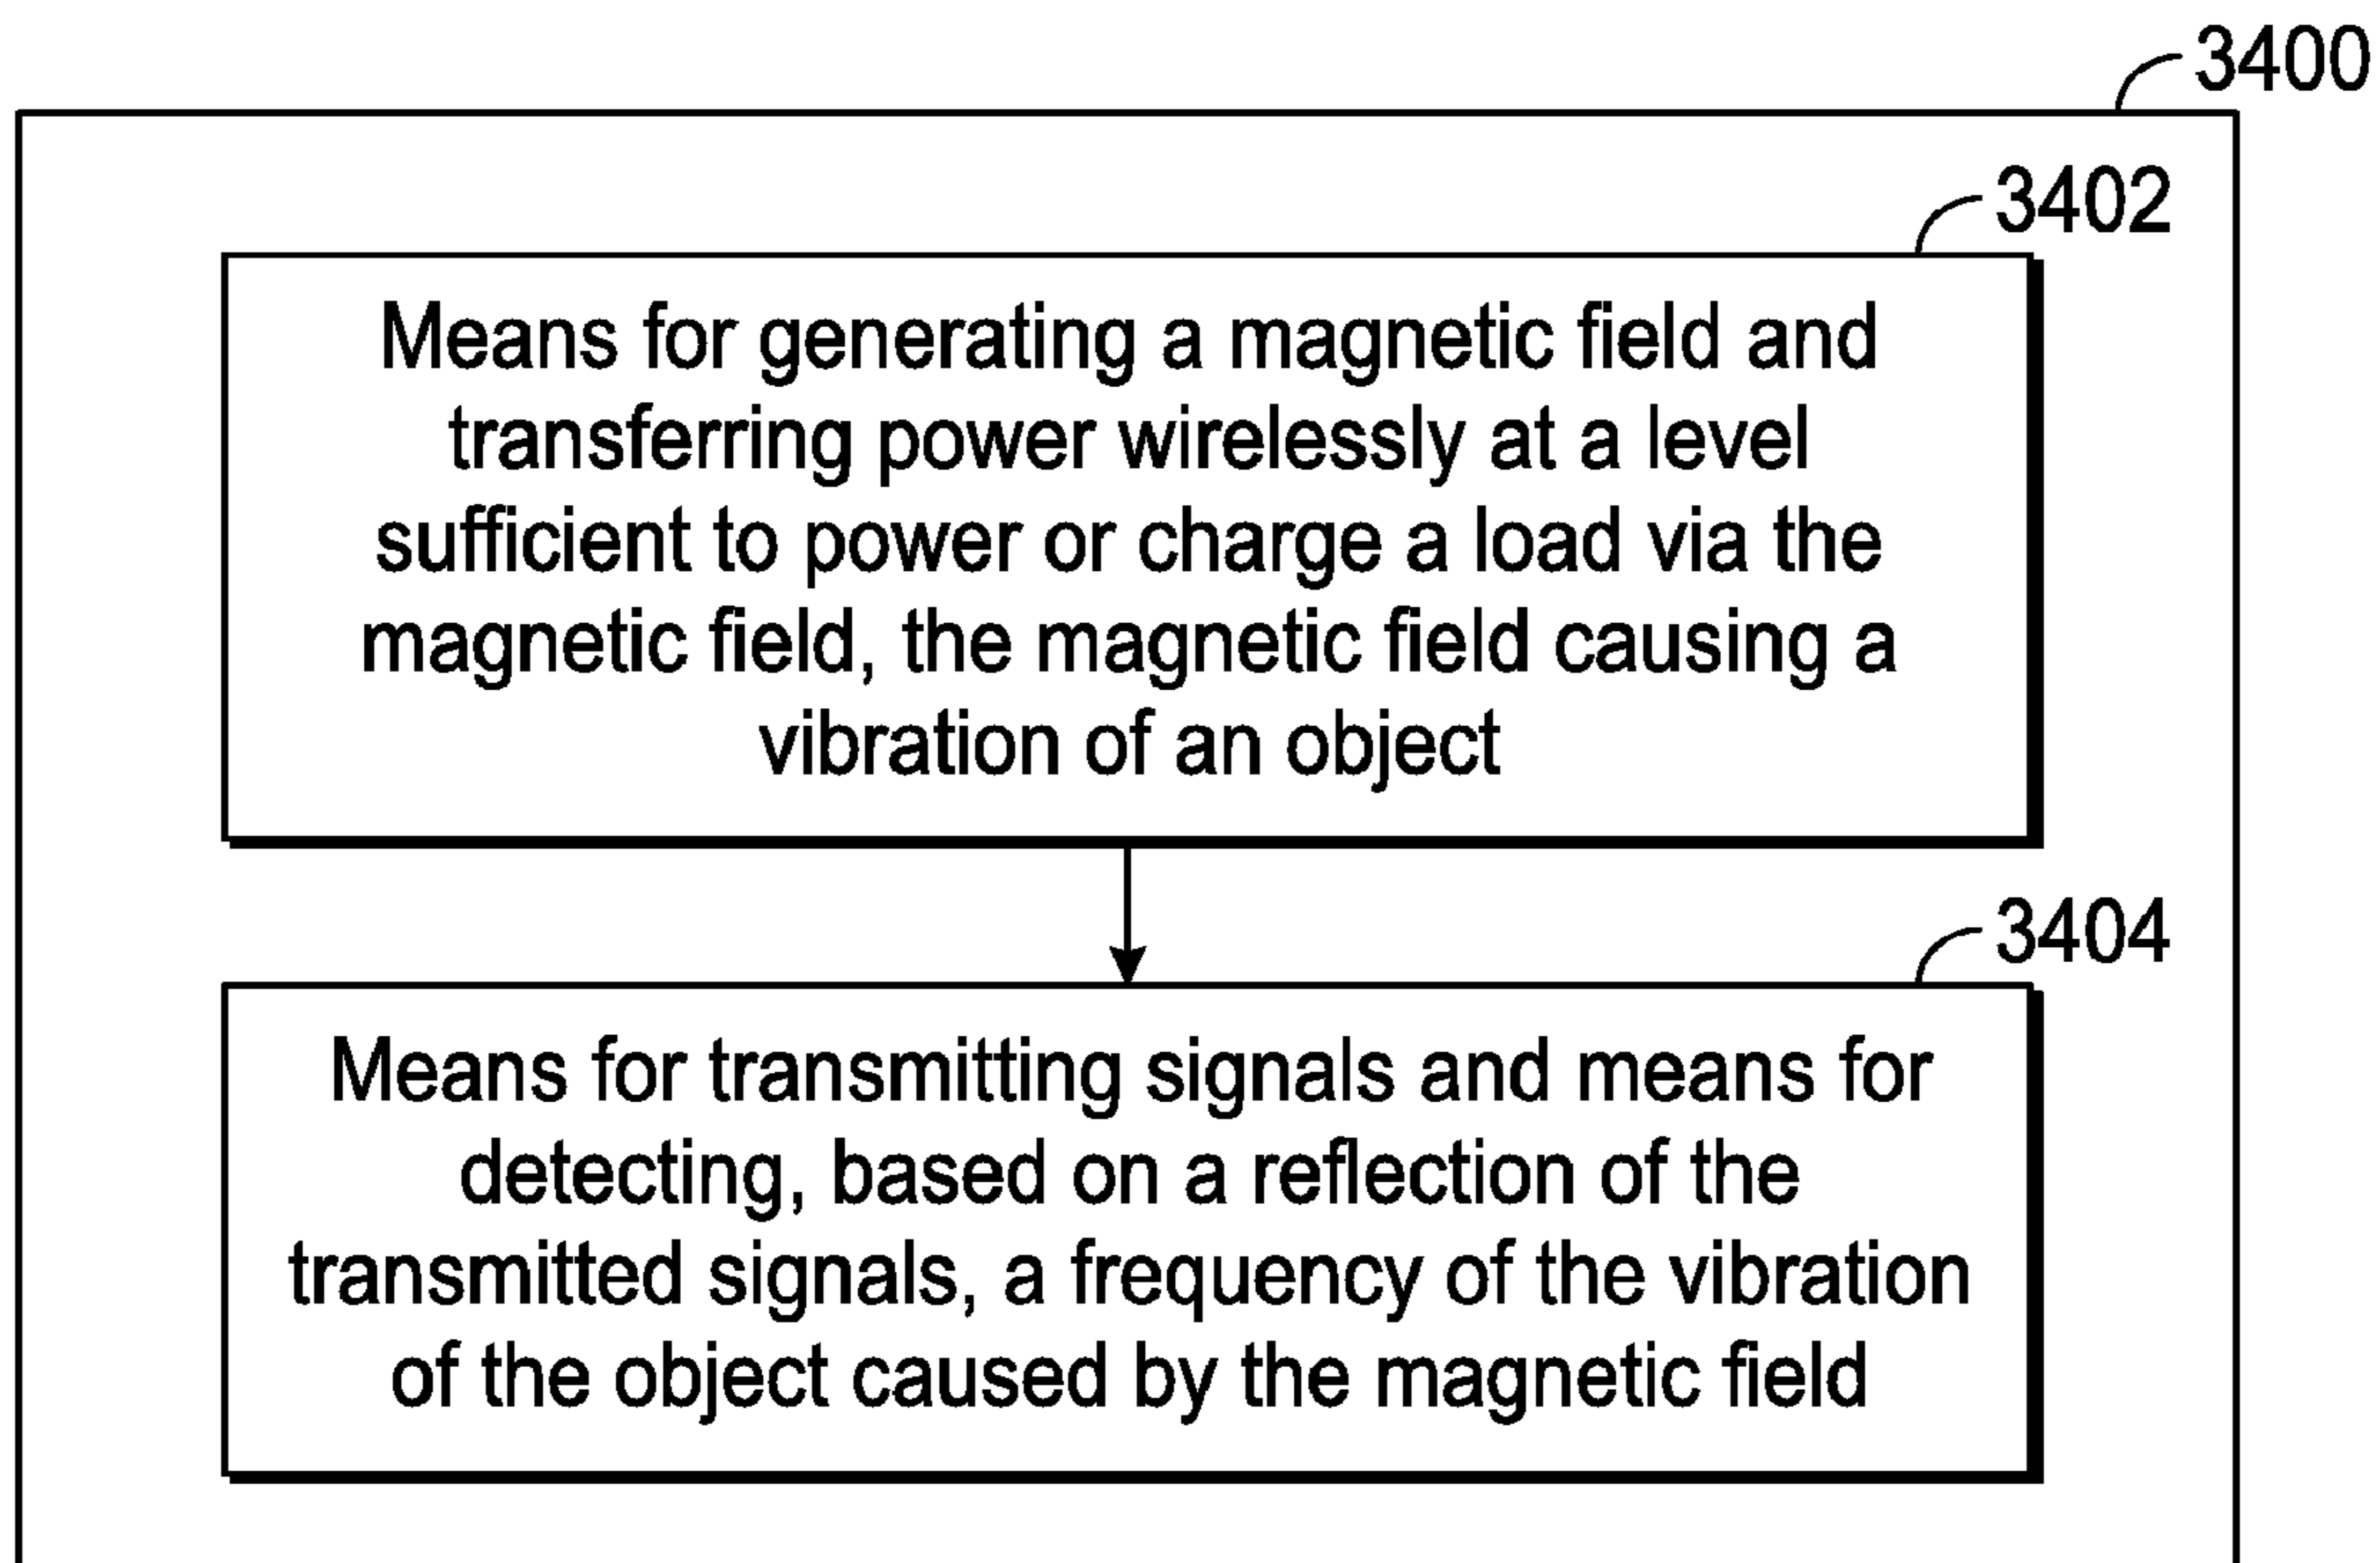 3400
3402
Means for generating a magnetic field and
transferring power wirelessly at a level
sufficient to power or charge a load via the
magnetic field, the magnetic field causing a
vibration of an object
3404
Means for transmitting signals and means for
detecting, based on a reflection of the
transmitted signals, a frequency of the vibration
of the object caused by the magnetic field